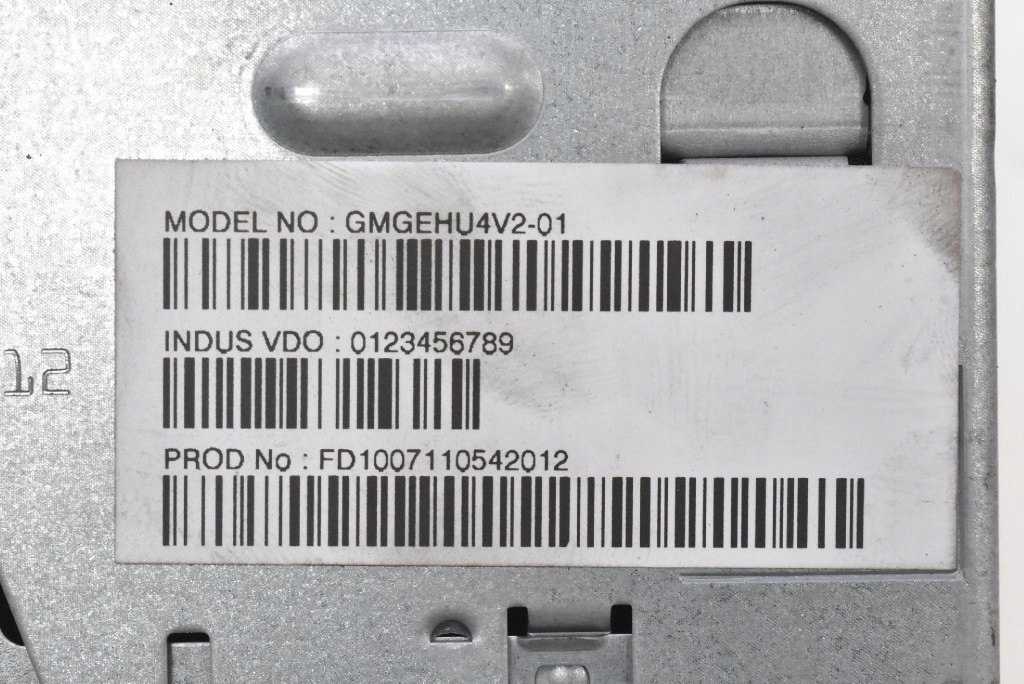 MODEL NO : GMGEHU4V2-01
INDUS VDO : 0123456789
12
PROD No : FD1007110542012